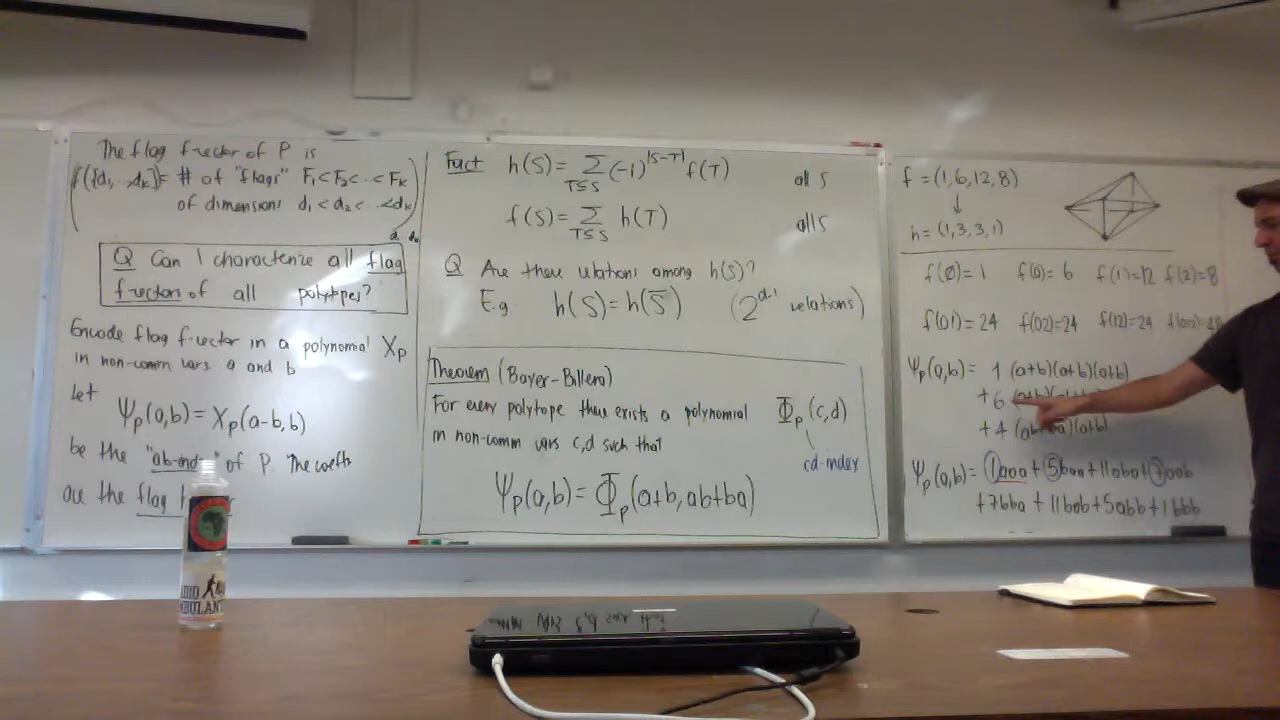 The flag f-vector of P is
f({d₁,...,dₖ}) = # of "flags" F₁<F₂<...<Fₖ
of dimensions d₁<d₂<...<dₖ
Q Can I characterize all flag
f-vectors of all polytopes?
Encode flag f-vector in a polynomial Xₚ
in non-comm vars a and b
Let
Ψₚ(a,b) = Xₚ(a-b,b)
be the "ab-index" of P. The coeffs
are the flag h
Fact h(S) = Σ (-1)^|S-T| f(T) all S
T⊆S
f(S) = Σ h(T) all S
T⊆S
Q Are there relations among h(S)?
E.g. h(S) = h(S̄) (2^(d-1) relations)
Theorem (Bayer-Billera)
For every polytope there exists a polynomial Φₚ(c,d)
in non-comm vars c,d such that
cd-index
Ψₚ(a,b) = Φₚ(a+b, ab+ba)
f = (1,6,12,8)
↓
h = (1,3,3,1)
f(∅)=1 f(0)=6 f(1)=12 f(2)=8
f(01)=24 f(02)=24 f(12)=24 f(012)=48
Ψₚ(a,b) = 1 (a+b)(a+b)(a+b)
+6
+4 (ab+ba)(a+b)
Ψₚ(a,b) = 1aaa + 5baa + 11aba + 7aab
+7bba + 11bab + 5abb + 1bbb